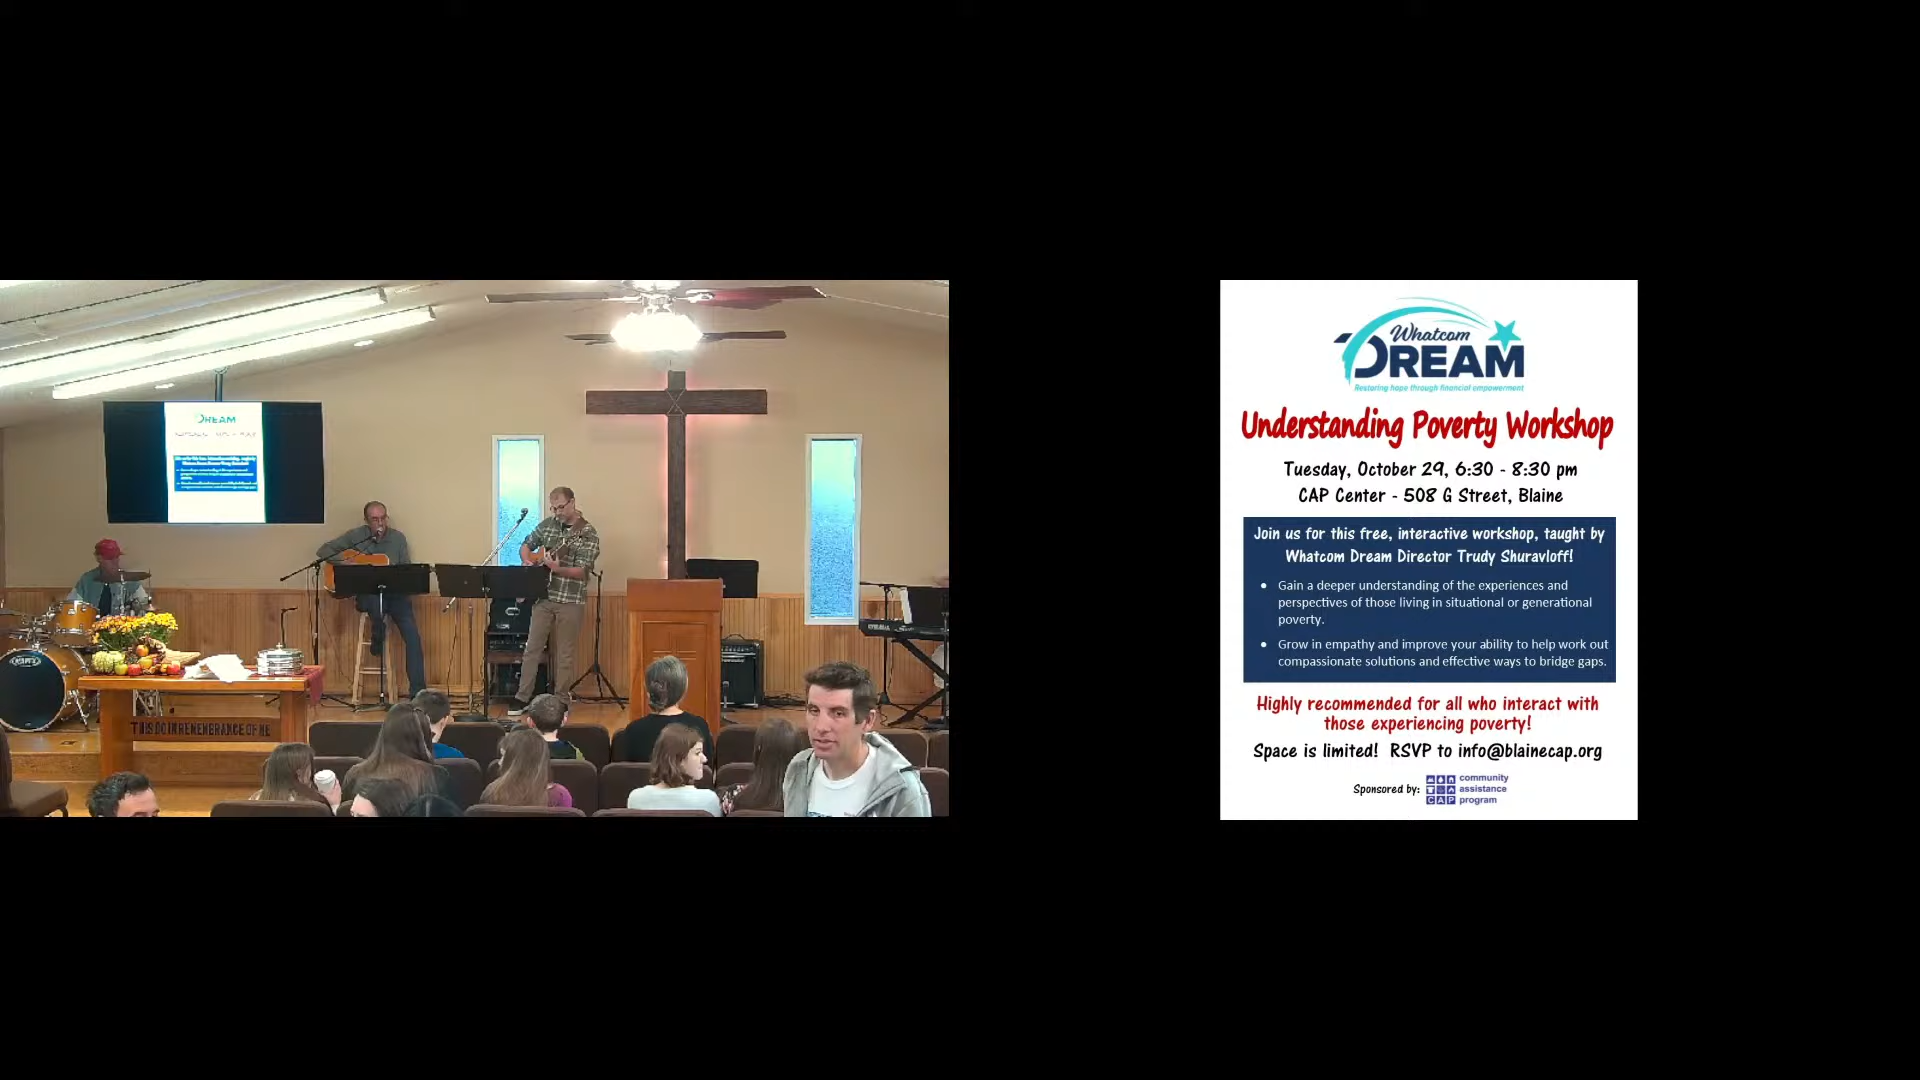 DREAM
THIS DO IN REMEMBRANCE OF ME
Whatcom
DREAM
Restoring hope through financial empowerment
Understanding Poverty Workshop
Tuesday, October 29, 6:30 - 8:30 pm
CAP Center - 508 G Street, Blaine
Join us for this free, interactive workshop, taught by
Whatcom Dream Director Trudy Shuravloff!
• Gain a deeper understanding of the experiences and
perspectives of those living in situational or generational
poverty.
• Grow in empathy and improve your ability to help work out
compassionate solutions and effective ways to bridge gaps.
Highly recommended for all who interact with
those experiencing poverty!
Space is limited! RSVP to info@blainecap.org
Sponsored by:
CAP
community
assistance
program